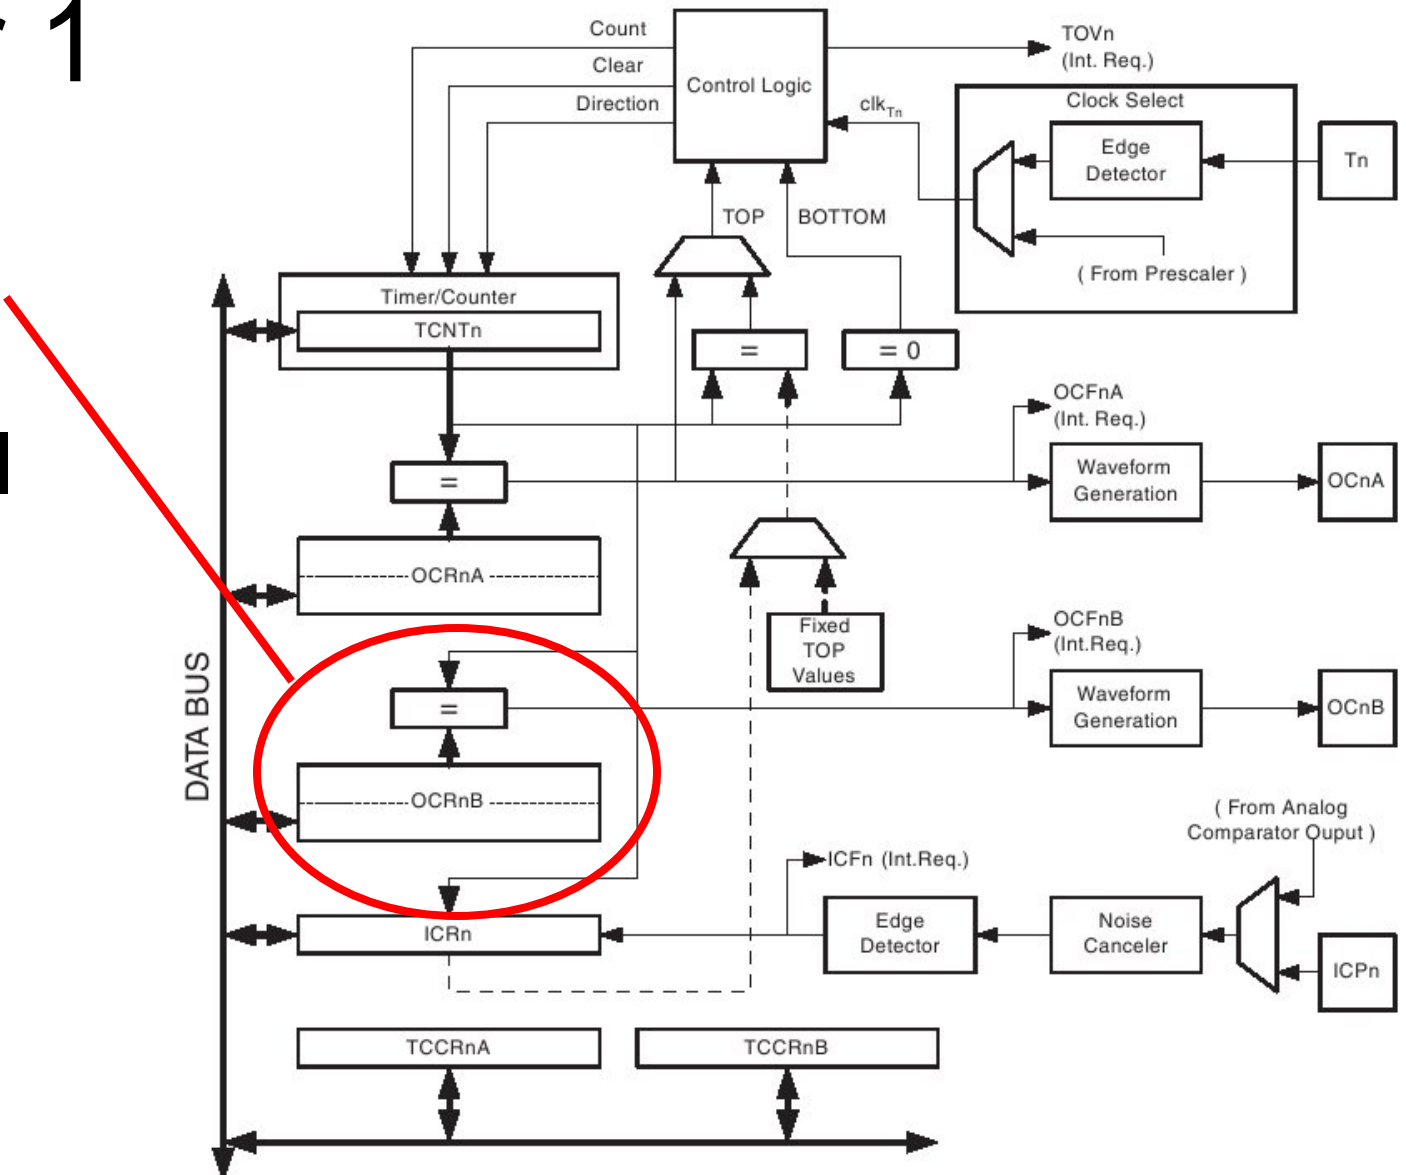 1
Count
Clear
Direction
Control Logic
TOVn
(Int. Req.)
clkTn
Clock Select
Edge
Detector
Tn
( From Prescaler )
TOP
BOTTOM
Timer/Counter
TCNTn
=
= 0
OCFnA
(Int. Req.)
=
Waveform
Generation
OCnA
OCRnA
Fixed
TOP
Values
OCFnB
(Int.Req.)
=
Waveform
Generation
OCnB
DATA BUS
OCRnB
( From Analog
Comparator Ouput )
ICFn (Int.Req.)
ICRn
Edge
Detector
Noise
Canceler
ICPn
TCCRnA
TCCRnB